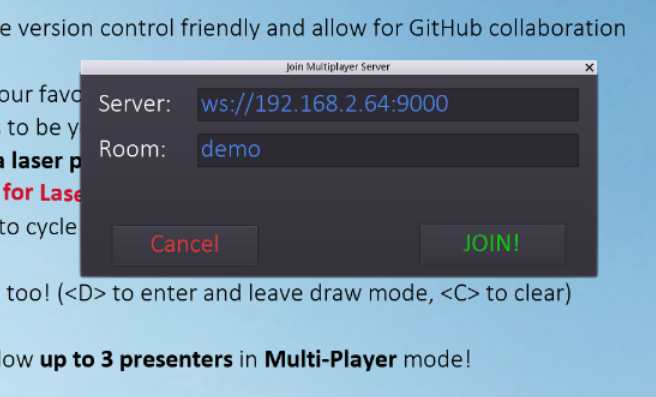 e version control friendly and allow for GitHub collaboration
Join Multiplayer Server
our favo
Server: ws://192.168.2.64:9000
s to be y
Room: demo
a laser p
for Lase
to cycle
Cancel JOIN!
too! (<D> to enter and leave draw mode, <C> to clear)
low up to 3 presenters in Multi-Player mode!